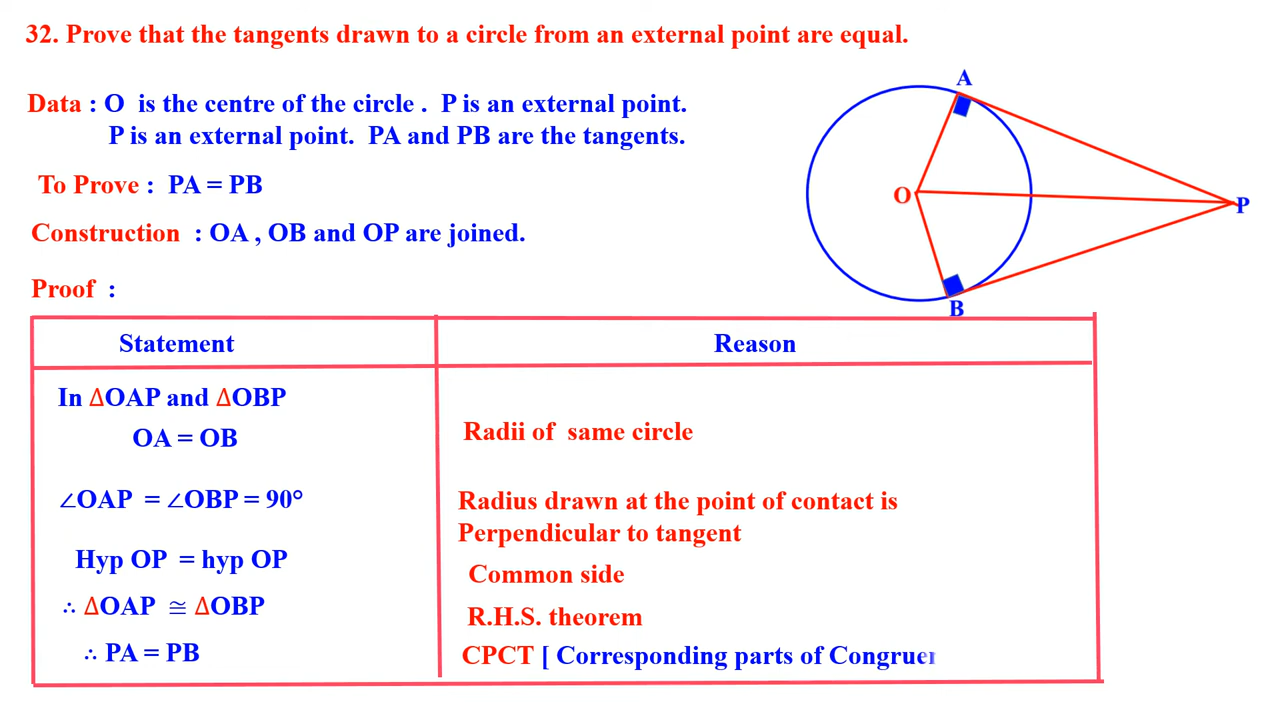 32. Prove that the tangents drawn to a circle from an external point are equal.
Data : O is the centre of the circle . P is an external point.
P is an external point. PA and PB are the tangents.
To Prove : PA = PB
Construction : OA , OB and OP are joined.
Proof :
A
O
P
B
Statement Reason
In ΔOAP and ΔOBP
OA = OB Radii of same circle
∠OAP = ∠OBP = 90° Radius drawn at the point of contact is
Perpendicular to tangent
Hyp OP = hyp OP Common side
∴ ΔOAP ≅ ΔOBP R.H.S. theorem
∴ PA = PB CPCT [ Corresponding parts of